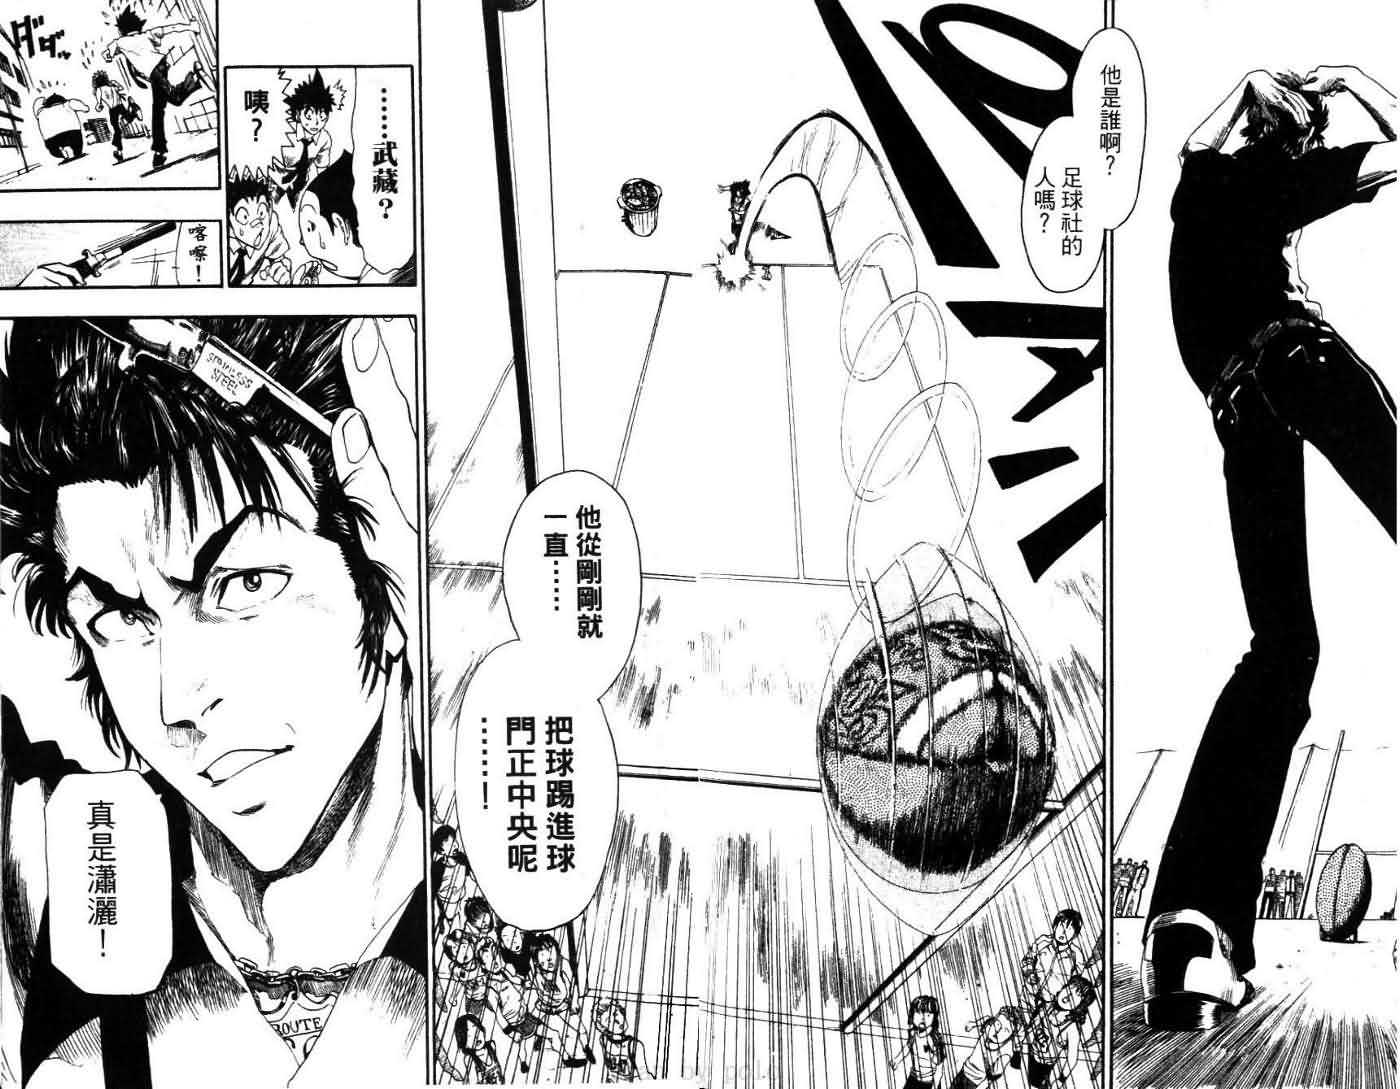 他是誰啊?
足球社的
人嗎?
他從剛剛就
一直……
把球踢進球
門正中央呢
……!
……武藏?
咦?
ダダッ
喀嚓!
STAINLESS
STEEL
真是瀟灑!
ROUTE